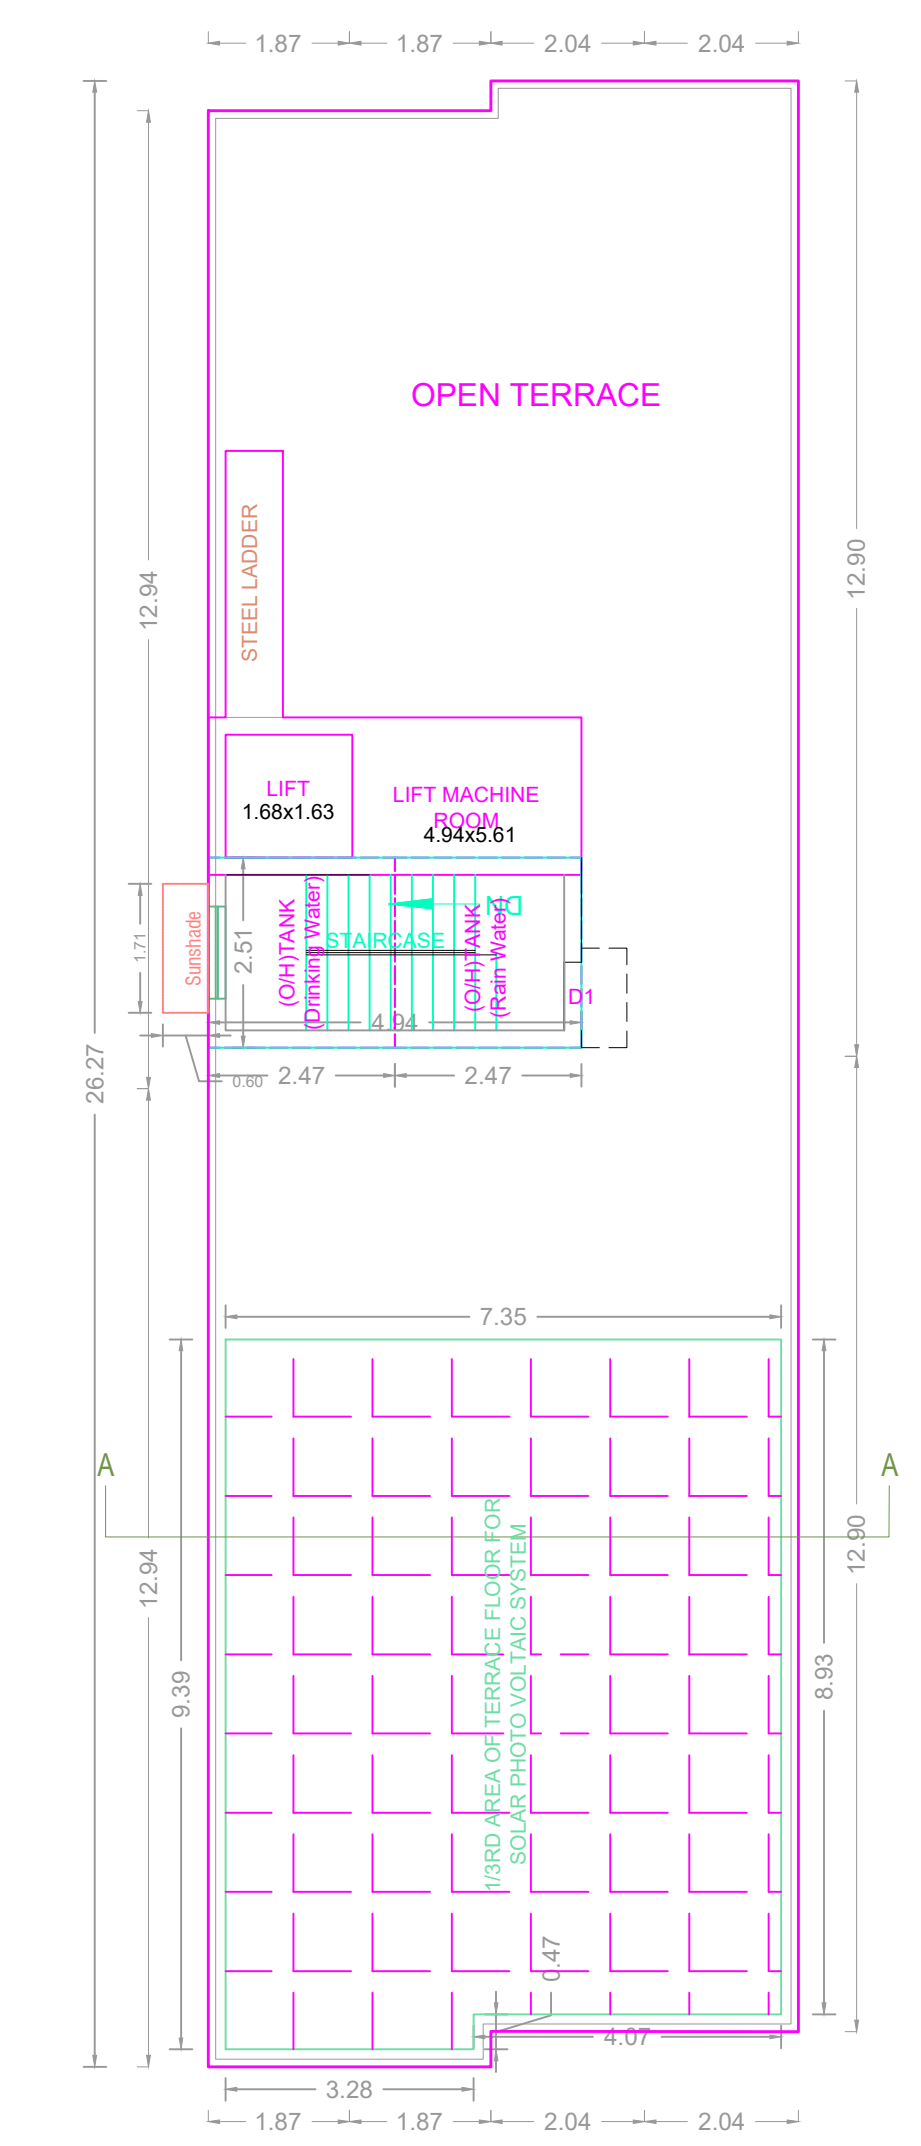 1.87
1.87
2.04
2.04
OPEN TERRACE
12.94
12.90
STEEL LADDER
LIFT
1.68x1.63
LIFT MACHINE
ROOM
4.94x5.61
DN
STAIRCASE
(O/H)TANK
(Drinking Water)
(O/H)TANK
(Rain Water)
Sunshade
1.71
2.51
D1
4.94
26.27
0.60
2.47
2.47
7.35
A
A
12.94
12.90
9.39
8.93
1/3RD AREA OF TERRACE FLOOR FOR
SOLAR PHOTO VOLTAIC SYSTEM
0.47
4.07
3.28
1.87
1.87
2.04
2.04